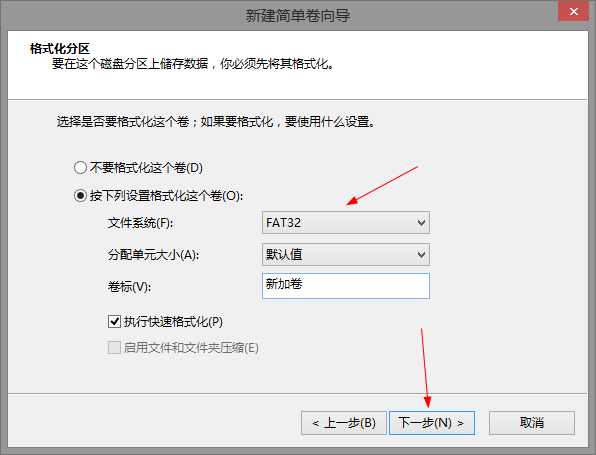 新建简单卷向导
格式化分区
要在这个磁盘分区上储存数据，你必须先将其格式化。
选择是否要格式化这个卷；如果要格式化，要使用什么设置。
不要格式化这个卷(D)
按下列设置格式化这个卷(O):
文件系统(F): FAT32
分配单元大小(A): 默认值
卷标(V): 新加卷
执行快速格式化(P)
启用文件和文件夹压缩(E)
< 上一步(B) 下一步(N) > 取消